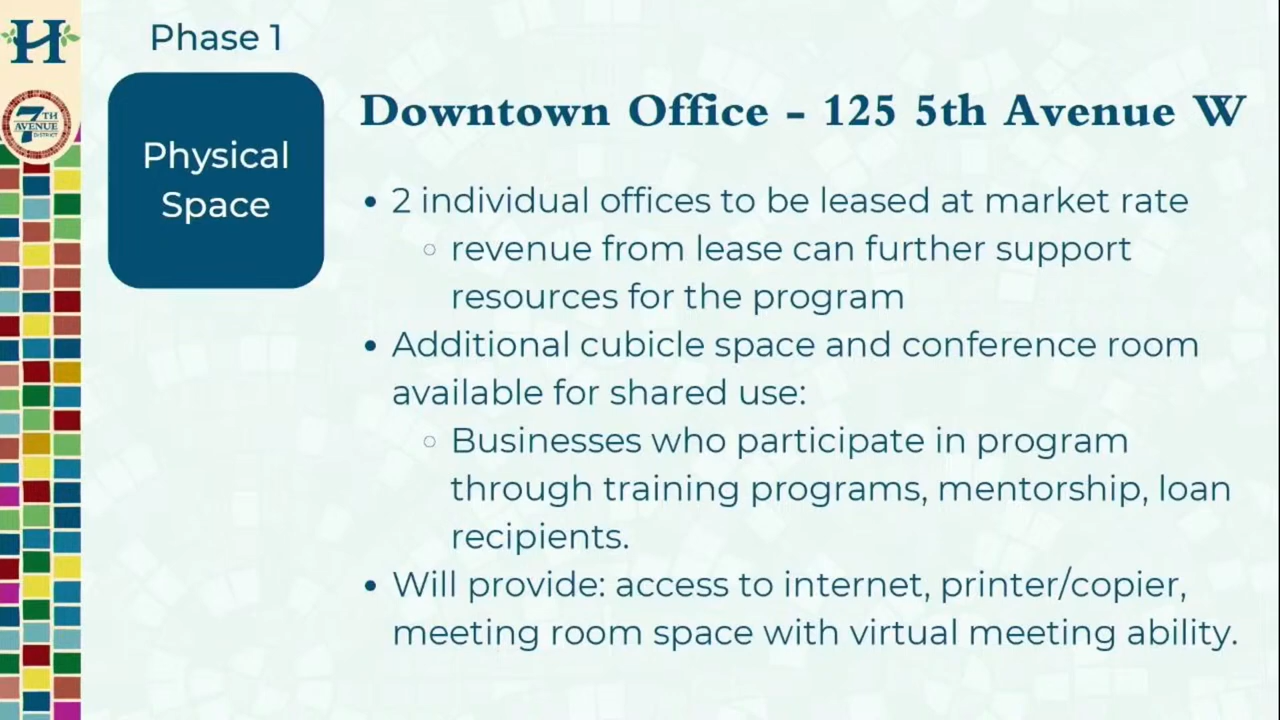 H
7TH
AVENUE
DISTRICT
Phase 1
Physical
Space
Downtown Office - 125 5th Avenue W
• 2 individual offices to be leased at market rate
○ revenue from lease can further support
resources for the program
• Additional cubicle space and conference room
available for shared use:
○ Businesses who participate in program
through training programs, mentorship, loan
recipients.
• Will provide: access to internet, printer/copier,
meeting room space with virtual meeting ability.